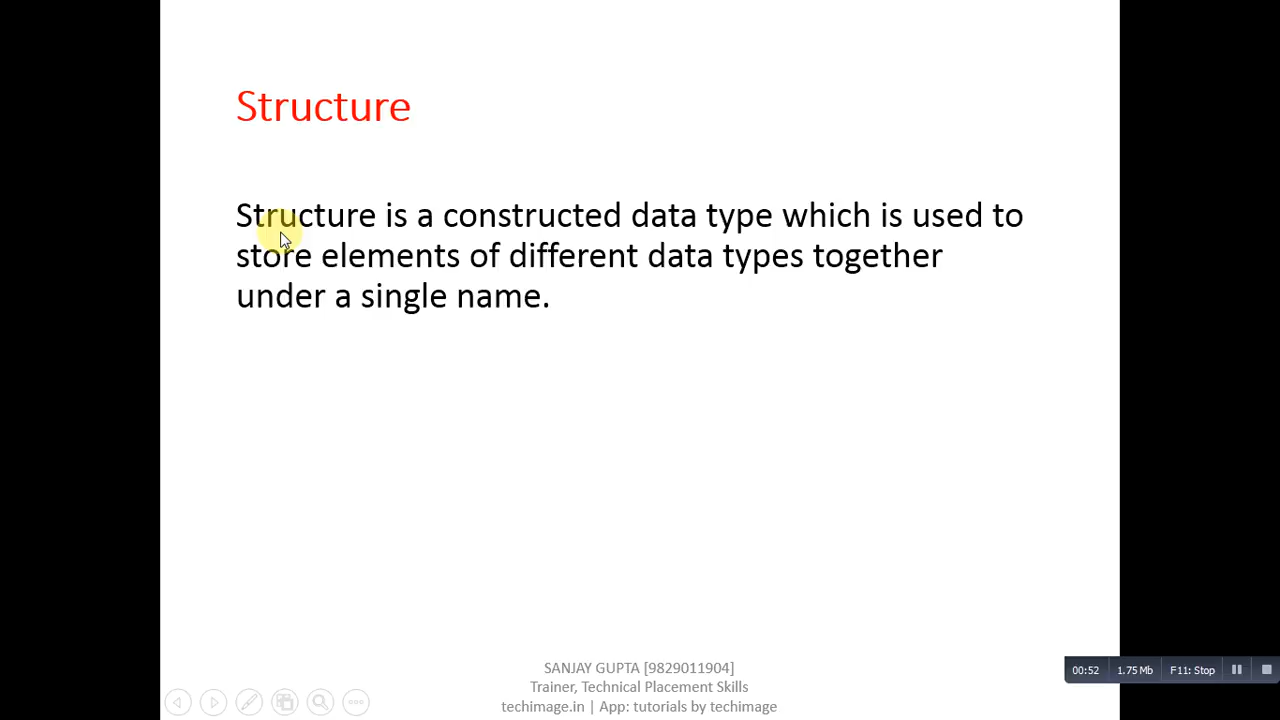 Structure
Structure is a constructed data type which is used to
store elements of different data types together
under a single name.
SANJAY GUPTA [9829011904]
Trainer, Technical Placement Skills
techimage.in | App: tutorials by techimage
00:52 1.75 Mb F11: Stop